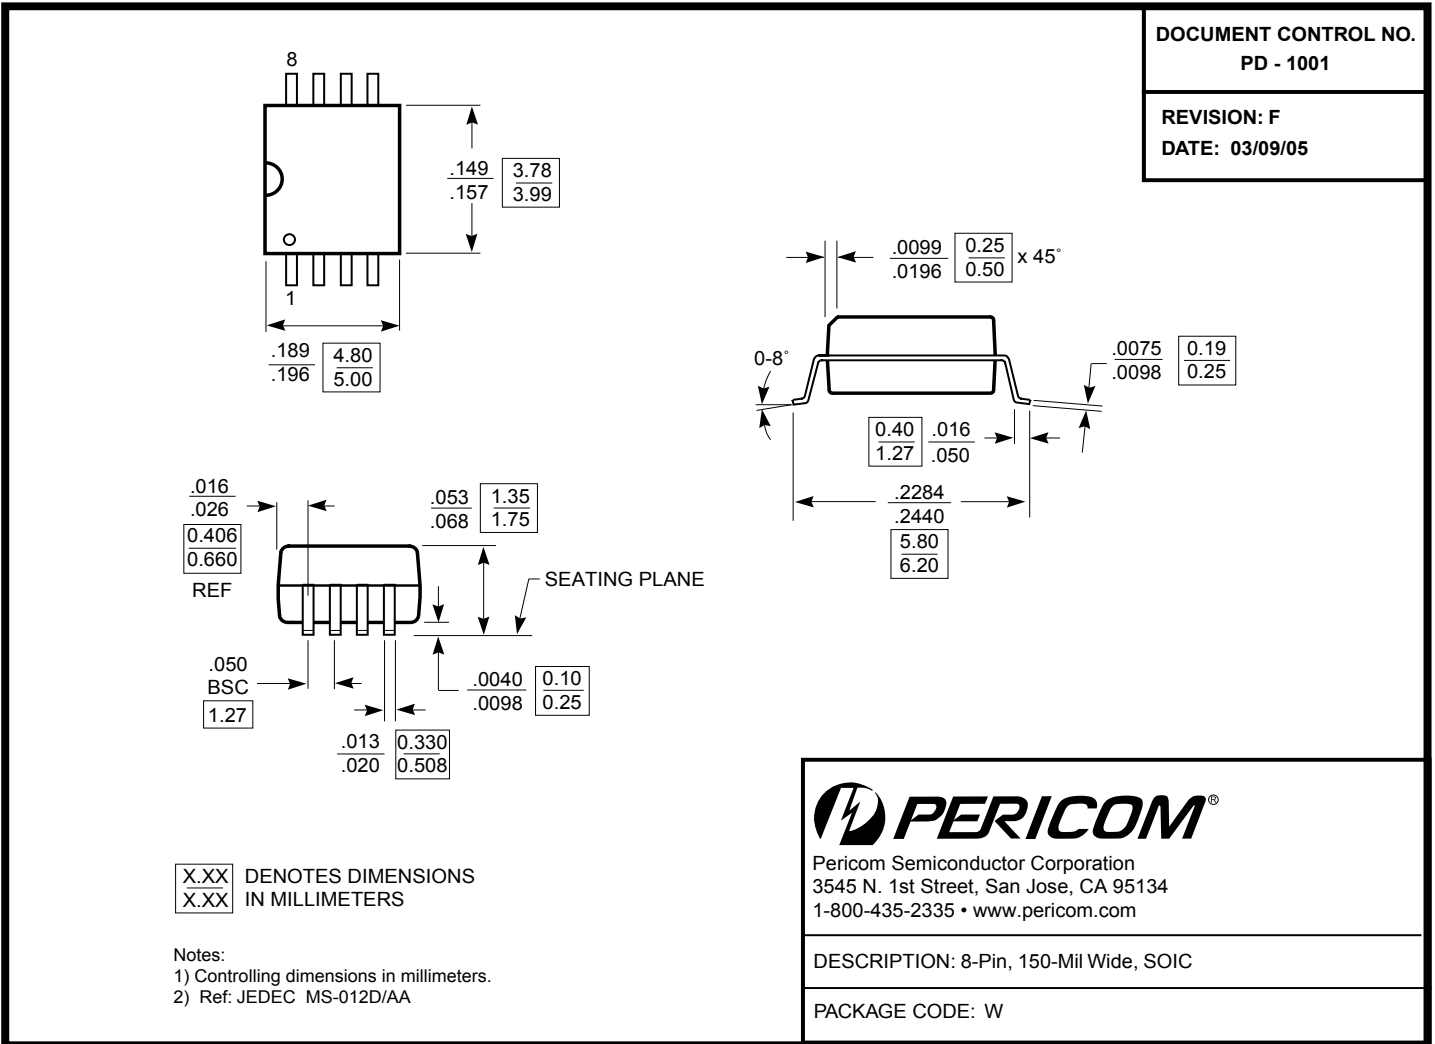 DOCUMENT CONTROL NO.
PD - 1001
REVISION: F
DATE: 03/09/05
8
.149
.157
3.78
3.99
1
.189
.196
4.80
5.00
.0099
.0196
0.25
0.50
x 45°
0-8°
.0075
.0098
0.19
0.25
0.40
1.27
.016
.050
.2284
.2440
5.80
6.20
.016
.026
0.406
0.660
REF
.053
.068
1.35
1.75
SEATING PLANE
.050
BSC
1.27
.0040
.0098
0.10
0.25
.013
.020
0.330
0.508
X.XX DENOTES DIMENSIONS
X.XX IN MILLIMETERS
Notes:
1) Controlling dimensions in millimeters.
2) Ref: JEDEC MS-012D/AA
PERICOM®
Pericom Semiconductor Corporation
3545 N. 1st Street, San Jose, CA 95134
1-800-435-2335 • www.pericom.com
DESCRIPTION: 8-Pin, 150-Mil Wide, SOIC
PACKAGE CODE: W